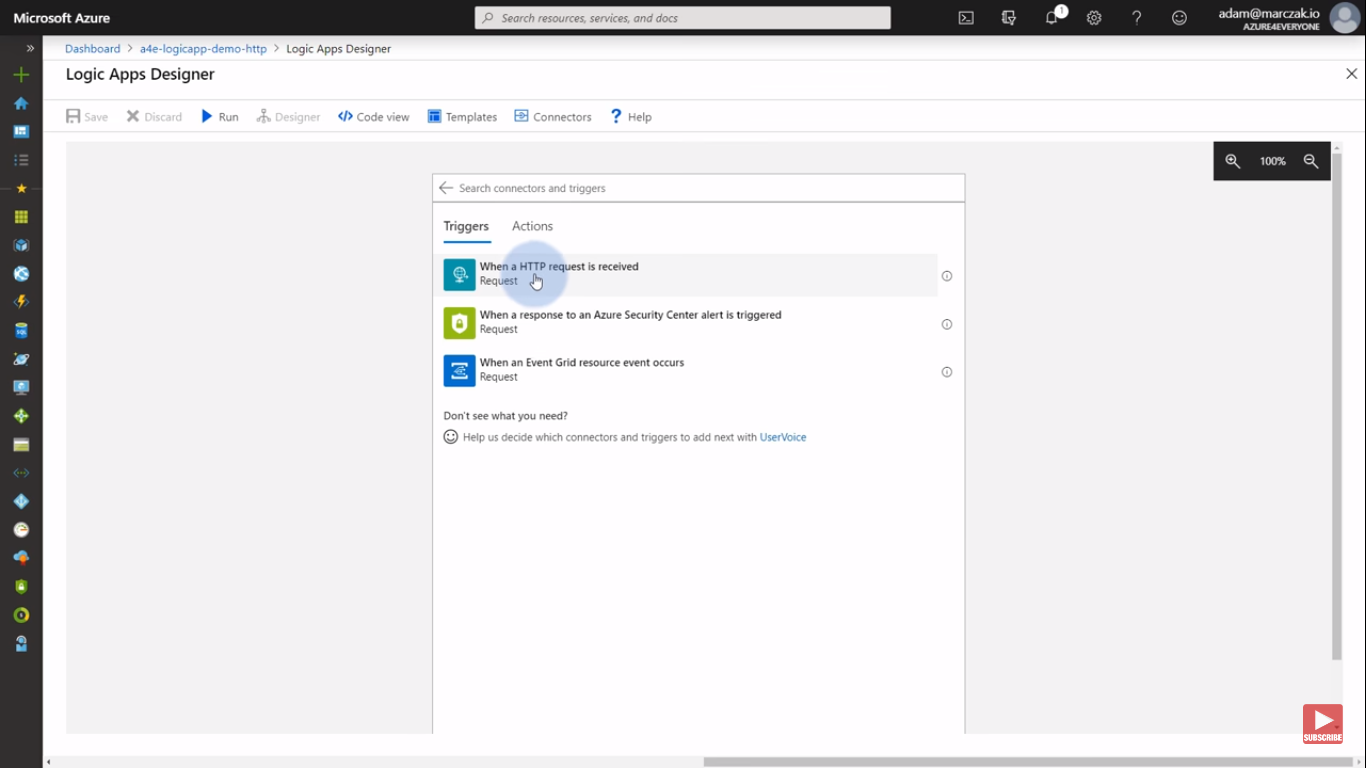 Microsoft Azure
Search resources, services, and docs
1
adam@marczak.io
AZURE4EVERYONE
Dashboard > a4e-logicapp-demo-http > Logic Apps Designer
Logic Apps Designer
Save Discard Run Designer Code view Templates Connectors Help
100%
Search connectors and triggers
Triggers Actions
When a HTTP request is received
Request
When a response to an Azure Security Center alert is triggered
Request
When an Event Grid resource event occurs
Request
Don't see what you need?
Help us decide which connectors and triggers to add next with UserVoice
SUBSCRIBE